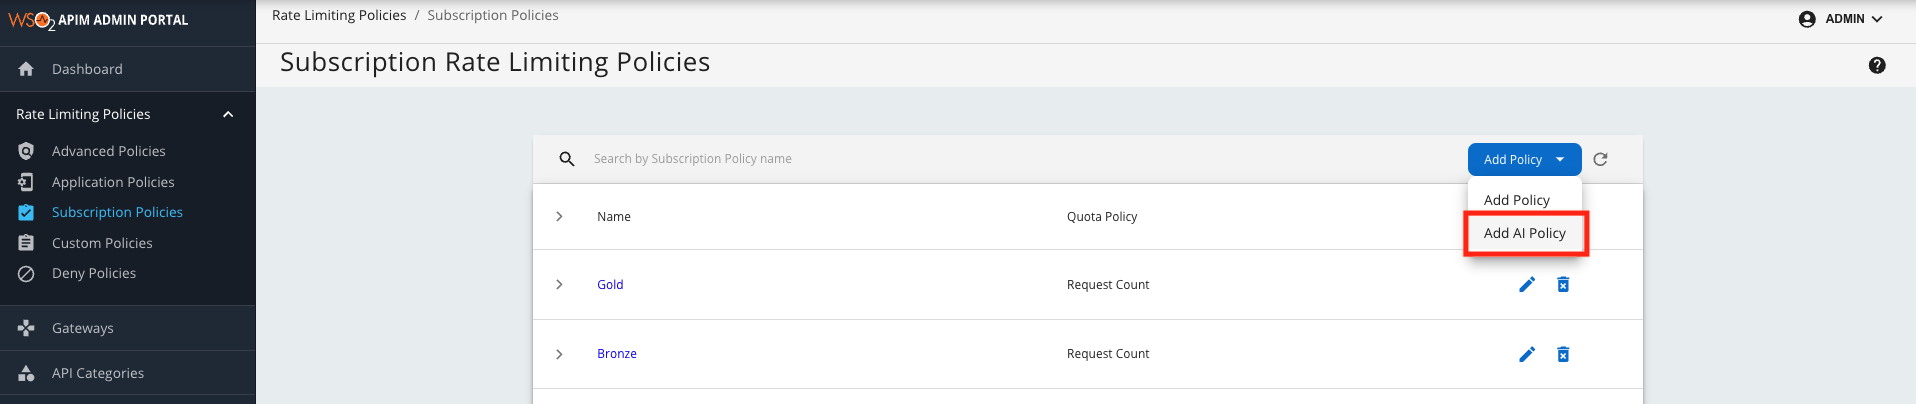 WSO2 APIM ADMIN PORTAL
Rate Limiting Policies / Subscription Policies
ADMIN
Dashboard
Rate Limiting Policies
Advanced Policies
Application Policies
Subscription Policies
Custom Policies
Deny Policies
Gateways
API Categories
Subscription Rate Limiting Policies
?
Search by Subscription Policy name
Add Policy
Add Policy
Add AI Policy
Name Quota Policy
Gold Request Count
Bronze Request Count